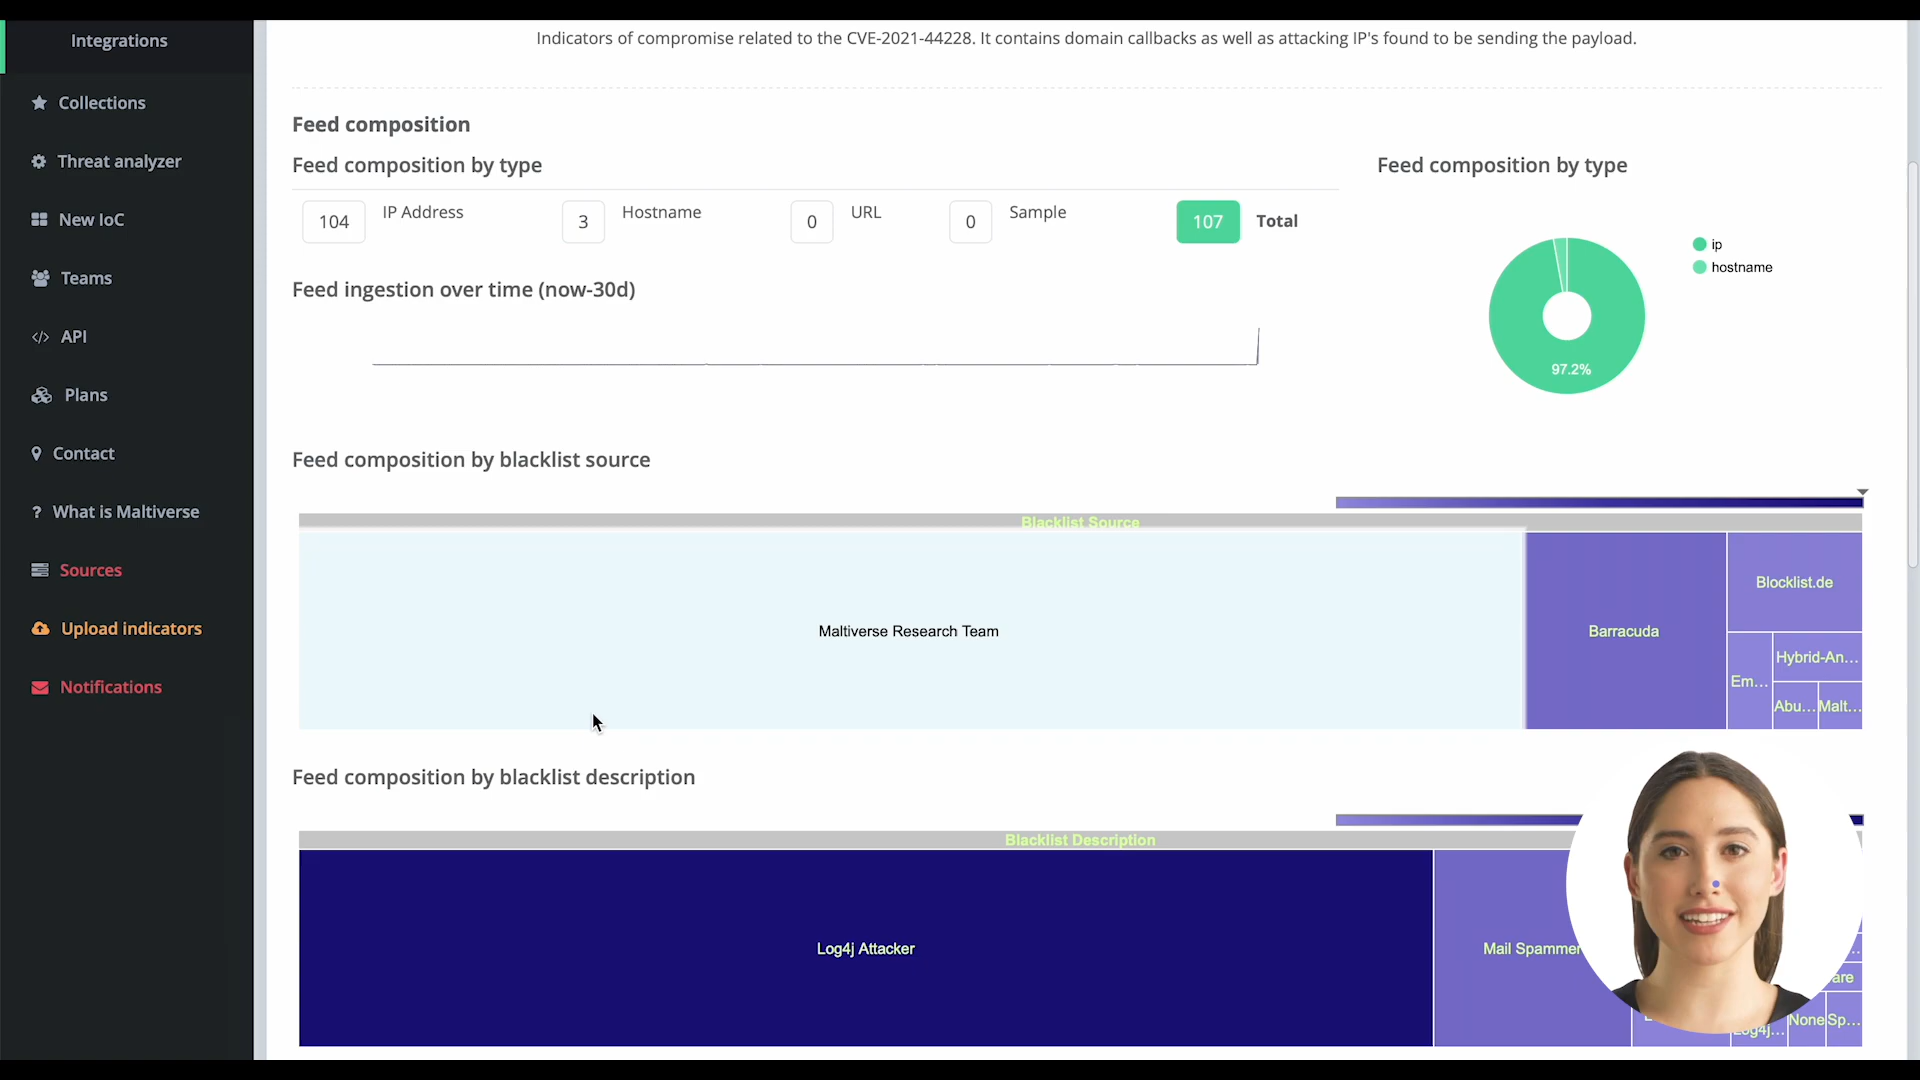 Integrations
Collections
Threat analyzer
New IoC
Teams
API
Plans
Contact
? What is Maltiverse
Sources
Upload indicators
Notifications
Indicators of compromise related to the CVE-2021-44228. It contains domain callbacks as well as attacking IP's found to be sending the payload.
Feed composition
Feed composition by type
104 IP Address 3 Hostname 0 URL 0 Sample 107 Total
Feed ingestion over time (now-30d)
Feed composition by type
ip
hostname
97.2%
Feed composition by blacklist source
Blacklist Source
Maltiverse Research Team
Barracuda
Blocklist.de
Hybrid-An...
Em...
Abu... Malt...
Feed composition by blacklist description
Blacklist Description
Log4j Attacker
Mail Spammer
are
None Sp...